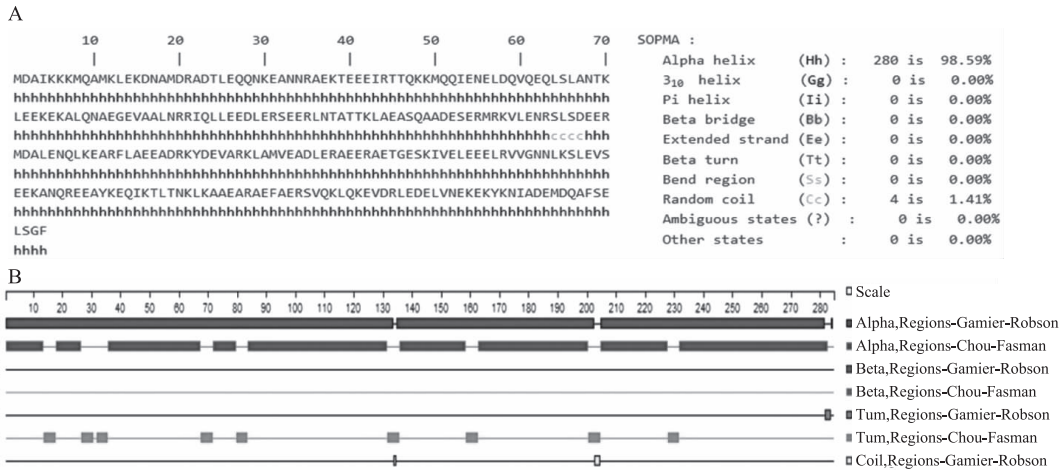 A
10 20 30 40 50 60 70
MDAIKKKMQAMKLEKDNAMDRADTLEQQNKEANNRAEKTEEEIRTTQKKMQQIENELDQVQEQLSLANTK
hhhhhhhhhhhhhhhhhhhhhhhhhhhhhhhhhhhhhhhhhhhhhhhhhhhhhhhhhhhhhhhhhhhhhh
LEEKEKALQNAEGEVAALNRRIQLLEEDLERSEERLNTATTKLAEASQAADESERMRKVLENRSLSDEER
hhhhhhhhhhhhhhhhhhhhhhhhhhhhhhhhhhhhhhhhhhhhhhhhhhhhhhhhhhhhhhhcccchhh
MDALENQLKEARFLAEEADRKYDEVARKLAMVEADLERAEERAETGESKIVELEEELRVVGNNLKSLEVS
hhhhhhhhhhhhhhhhhhhhhhhhhhhhhhhhhhhhhhhhhhhhhhhhhhhhhhhhhhhhhhhhhhhhhh
EEKANQREEAYKEQIKTLTNKLKAAEARAEFAERSVQKLQKEVDRLEDELVNEKEKYKNIADEMDQAFSE
hhhhhhhhhhhhhhhhhhhhhhhhhhhhhhhhhhhhhhhhhhhhhhhhhhhhhhhhhhhhhhhhhhhhhh
LSGF
hhhh
SOPMA :
Alpha helix (Hh) : 280 is 98.59%
3₁₀ helix (Gg) : 0 is 0.00%
Pi helix (Ii) : 0 is 0.00%
Beta bridge (Bb) : 0 is 0.00%
Extended strand (Ee) : 0 is 0.00%
Beta turn (Tt) : 0 is 0.00%
Bend region (Ss) : 0 is 0.00%
Random coil (Cc) : 4 is 1.41%
Ambiguous states (?) : 0 is 0.00%
Other states : 0 is 0.00%
B
10 20 30 40 50 60 70 80 90 100 110 120 130 140 150 160 170 180 190 200 210 220 230 240 250 260 270 280
Scale
Alpha,Regions-Gamier-Robson
Alpha,Regions-Chou-Fasman
Beta,Regions-Gamier-Robson
Beta,Regions-Chou-Fasman
Tum,Regions-Gamier-Robson
Tum,Regions-Chou-Fasman
Coil,Regions-Gamier-Robson